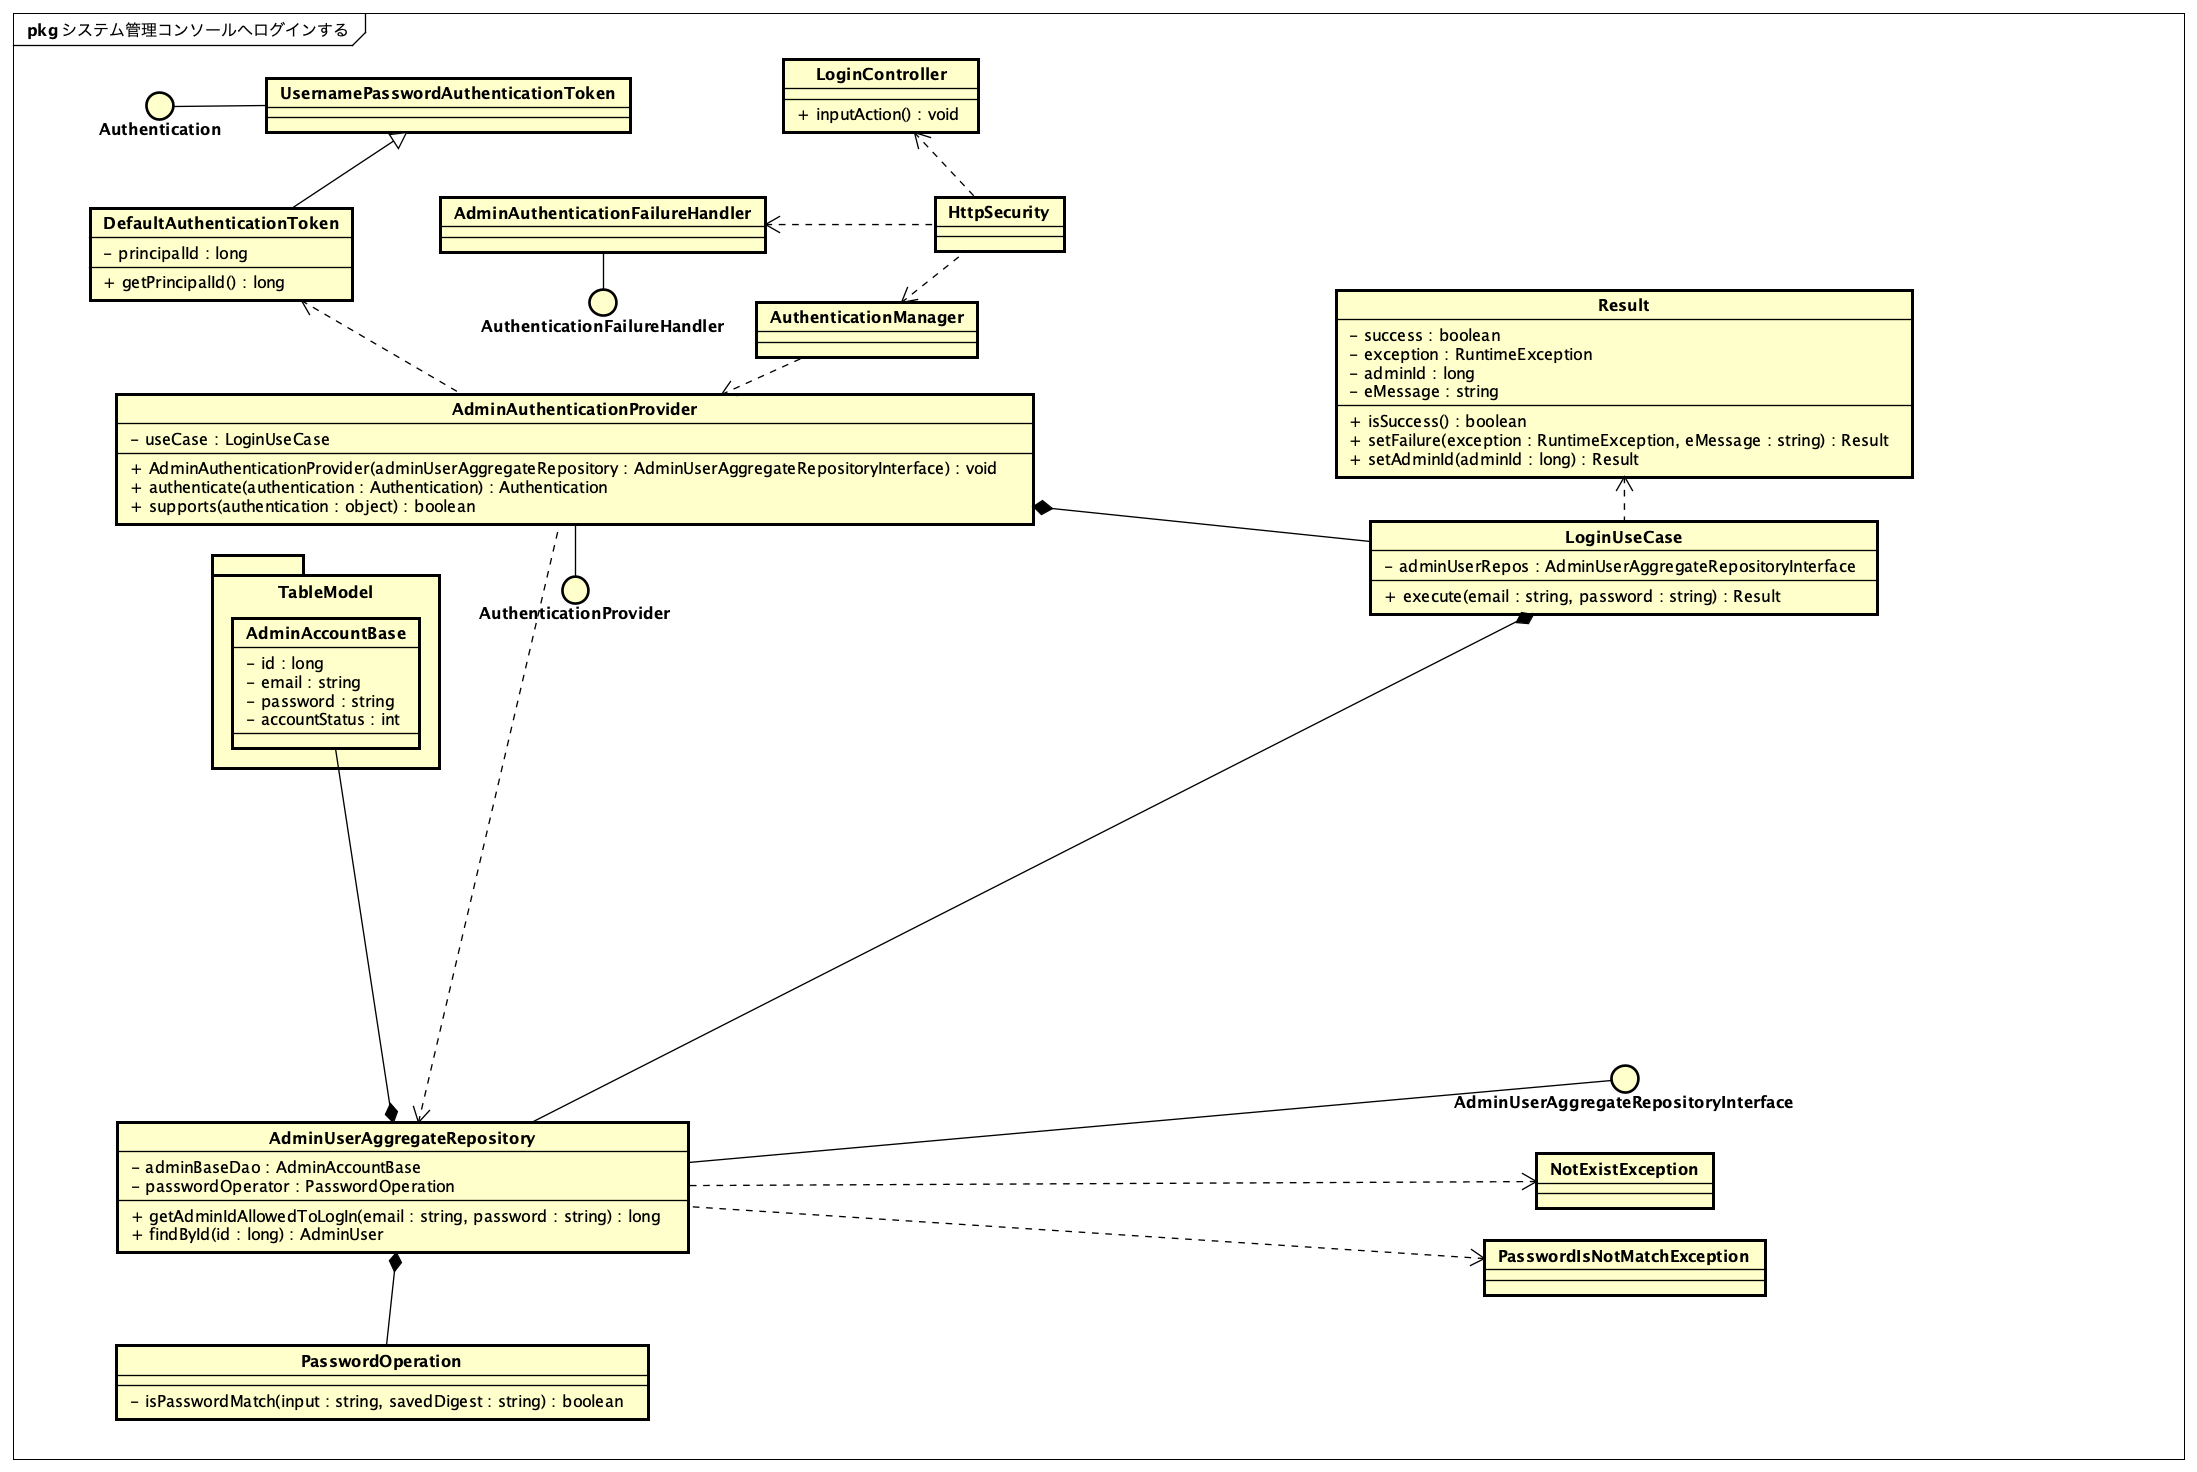 pkg システム管理コンソールへログインする
Authentication
UsernamePasswordAuthenticationToken
LoginController
+ inputAction() : void
DefaultAuthenticationToken
- principalId : long
+ getPrincipalId() : long
AdminAuthenticationFailureHandler
HttpSecurity
AuthenticationFailureHandler
AuthenticationManager
Result
- success : boolean
- exception : RuntimeException
- adminId : long
- eMessage : string
+ isSuccess() : boolean
+ setFailure(exception : RuntimeException, eMessage : string) : Result
+ setAdminId(adminId : long) : Result
AdminAuthenticationProvider
- useCase : LoginUseCase
+ AdminAuthenticationProvider(adminUserAggregateRepository : AdminUserAggregateRepositoryInterface) : void
+ authenticate(authentication : Authentication) : Authentication
+ supports(authentication : object) : boolean
LoginUseCase
- adminUserRepos : AdminUserAggregateRepositoryInterface
+ execute(email : string, password : string) : Result
TableModel
AuthenticationProvider
AdminAccountBase
- id : long
- email : string
- password : string
- accountStatus : int
AdminUserAggregateRepositoryInterface
AdminUserAggregateRepository
- adminBaseDao : AdminAccountBase
- passwordOperator : PasswordOperation
+ getAdminIdAllowedToLogIn(email : string, password : string) : long
+ findById(id : long) : AdminUser
NotExistException
PasswordIsNotMatchException
PasswordOperation
- isPasswordMatch(input : string, savedDigest : string) : boolean